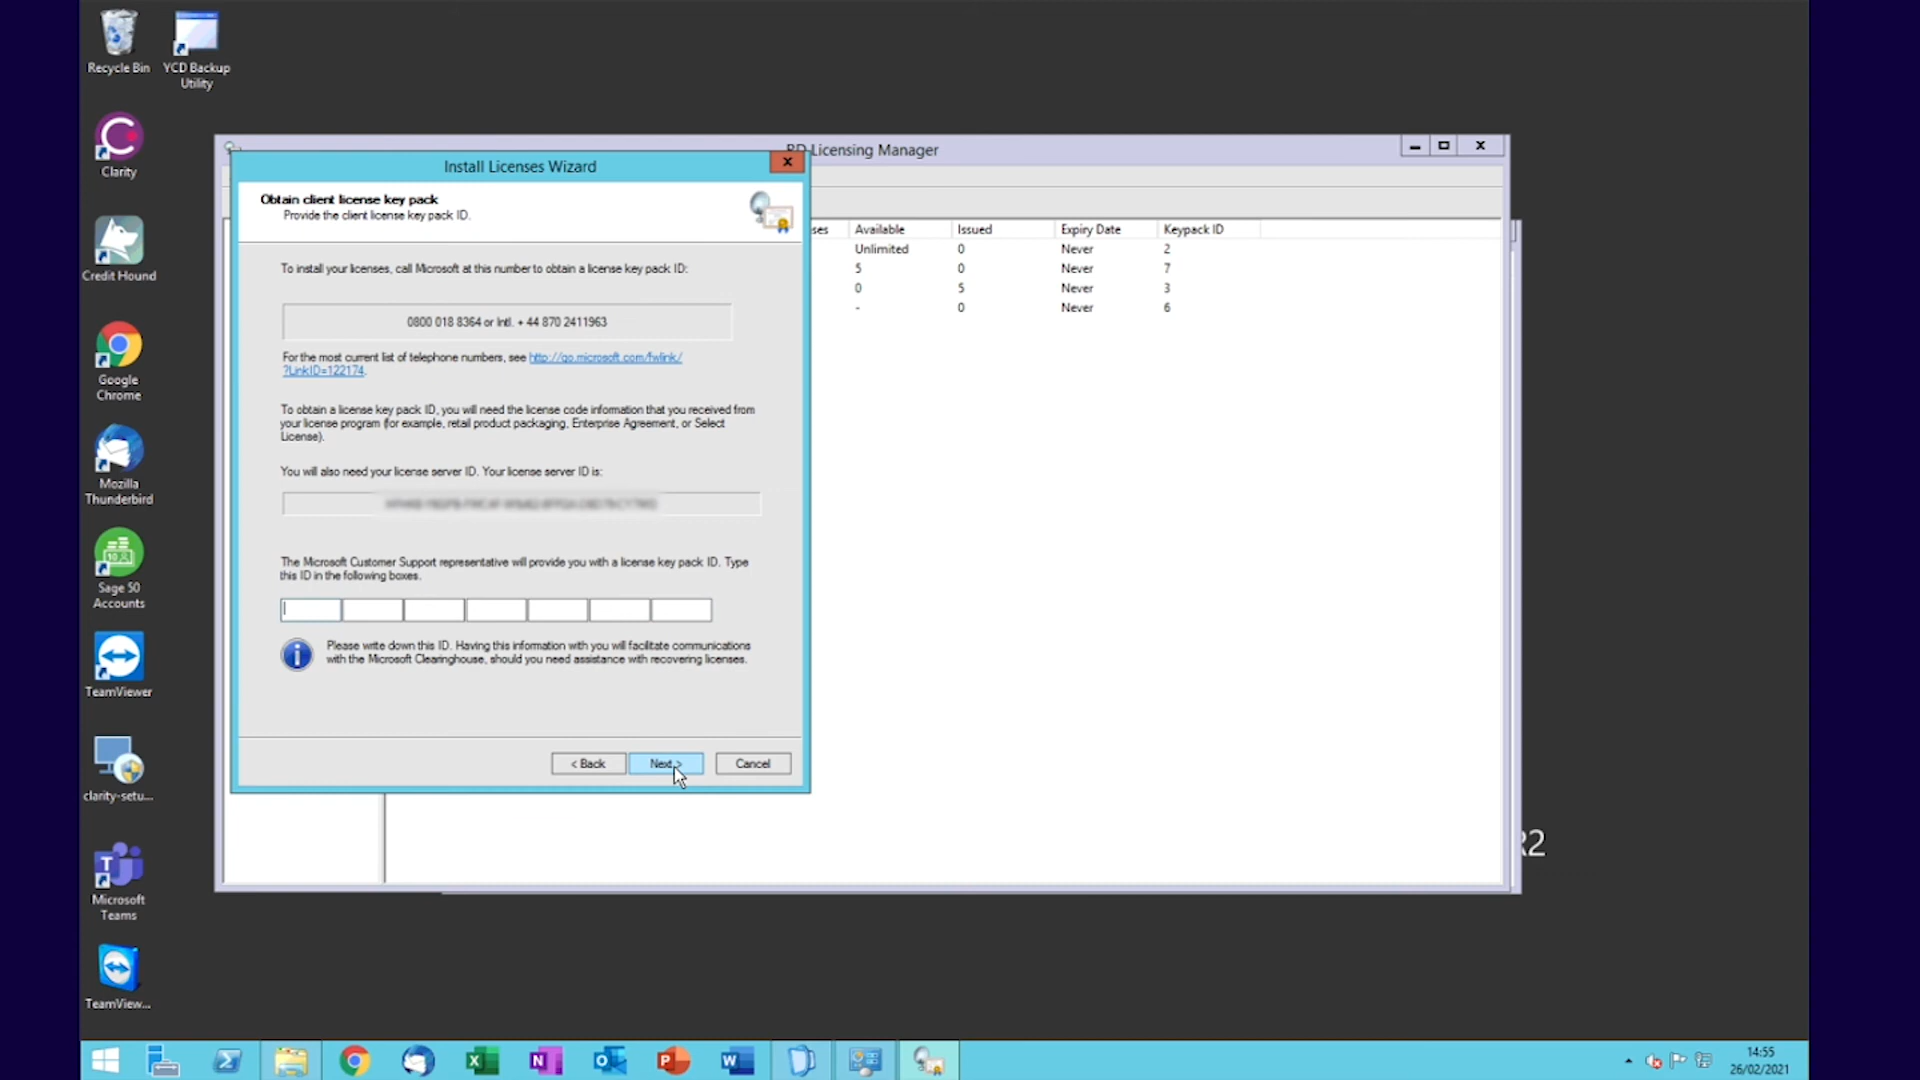 Recycle Bin
YCD Backup
Utility
Clarity
Credit Hound
Google
Chrome
Mozilla
Thunderbird
Sage 50
Accounts
TeamViewer
clarity-setu...
Microsoft
Teams
TeamView...
RD Licensing Manager
Install Licenses Wizard
Obtain client license key pack
Provide the client license key pack ID.
To install your licenses, call Microsoft at this number to obtain a license key pack ID:
0800 018 8364 or Intl. + 44 870 2411963
For the most current list of telephone numbers, see http://go.microsoft.com/fwlink/
?LinkID=122174.
To obtain a license key pack ID, you will need the license code information that you received from
your license program (for example, retail product packaging, Enterprise Agreement, or Select
License).
You will also need your license server ID. Your license server ID is:
The Microsoft Customer Support representative will provide you with a license key pack ID. Type
this ID in the following boxes.
Please write down this ID. Having this information with you will facilitate communications
with the Microsoft Clearinghouse, should you need assistance with recovering licenses.
< Back Next > Cancel
ses Available Issued Expiry Date Keypack ID
Unlimited 0 Never 2
5 0 Never 7
0 5 Never 3
- 0 Never 6
R2
14:55
26/02/2021